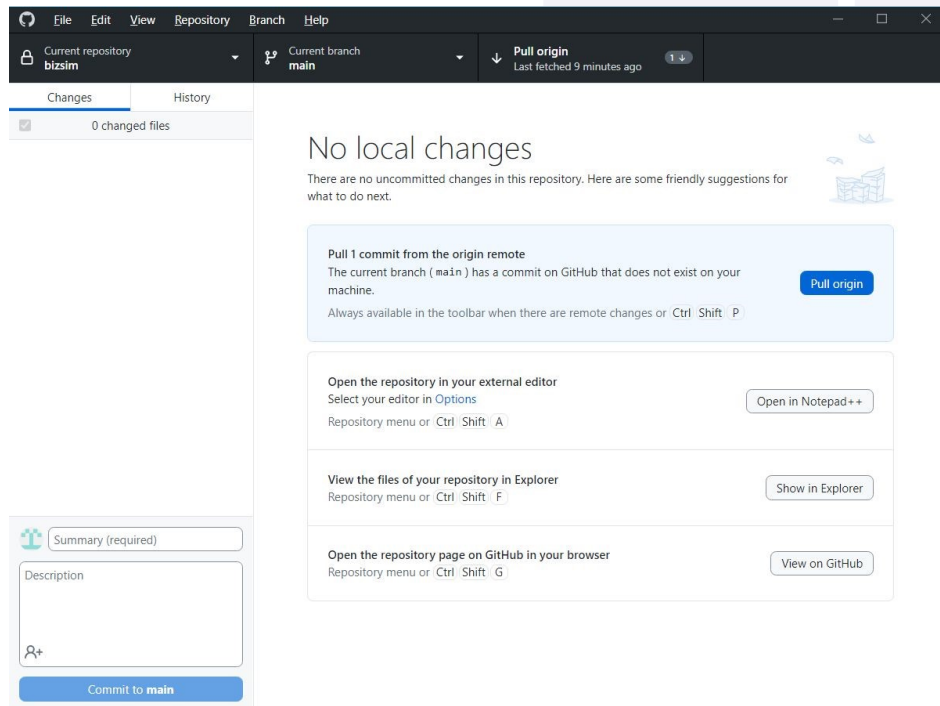 File Edit View Repository Branch Help
Current repository
bizsim
Current branch
main
Pull origin
Last fetched 9 minutes ago
1
Changes History
0 changed files
No local changes
There are no uncommitted changes in this repository. Here are some friendly suggestions for
what to do next.
Pull 1 commit from the origin remote
The current branch ( main ) has a commit on GitHub that does not exist on your
machine.
Always available in the toolbar when there are remote changes or Ctrl Shift P
Pull origin
Open the repository in your external editor
Select your editor in Options
Repository menu or Ctrl Shift A
Open in Notepad++
View the files of your repository in Explorer
Repository menu or Ctrl Shift F
Show in Explorer
Open the repository page on GitHub in your browser
Repository menu or Ctrl Shift G
View on GitHub
Summary (required)
Description
Commit to main